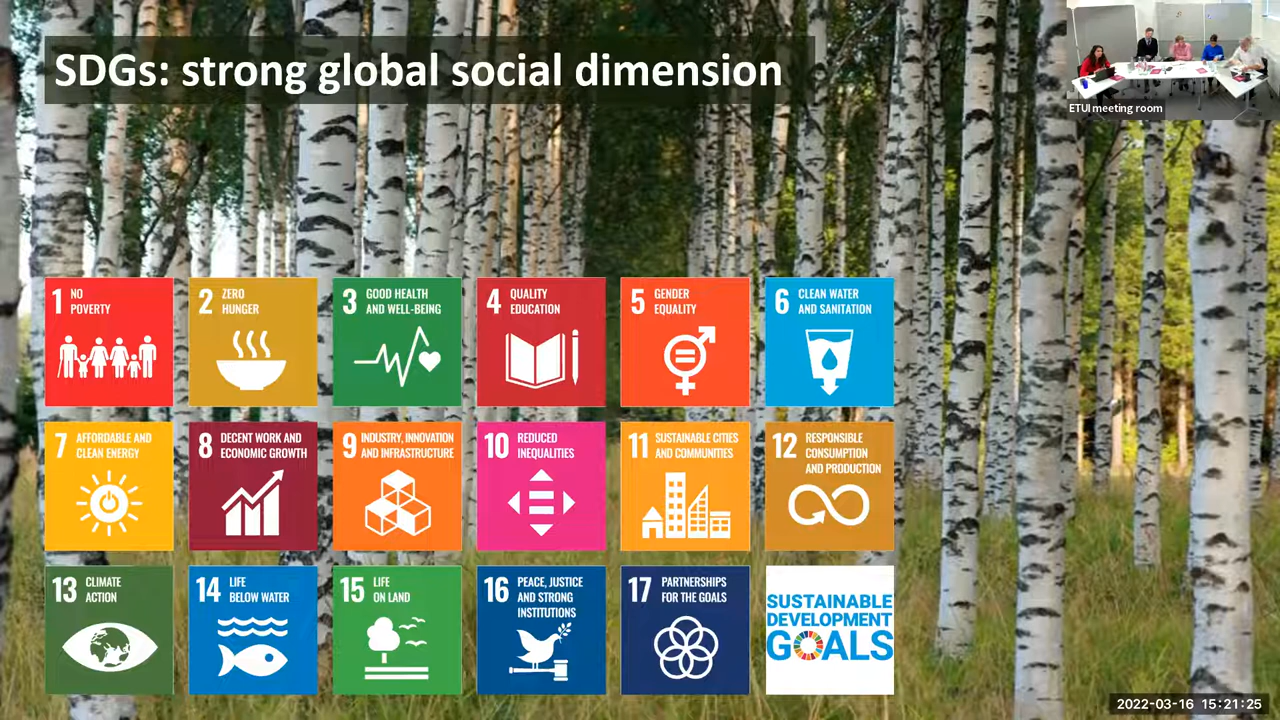 SDGs: strong global social dimension
ETUI meeting room
1 NO
POVERTY
2 ZERO
HUNGER
3 GOOD HEALTH
AND WELL-BEING
4 QUALITY
EDUCATION
5 GENDER
EQUALITY
6 CLEAN WATER
AND SANITATION
7 AFFORDABLE AND
CLEAN ENERGY
8 DECENT WORK AND
ECONOMIC GROWTH
9 INDUSTRY, INNOVATION
AND INFRASTRUCTURE
10 REDUCED
INEQUALITIES
11 SUSTAINABLE CITIES
AND COMMUNITIES
12 RESPONSIBLE
CONSUMPTION
AND PRODUCTION
13 CLIMATE
ACTION
14 LIFE
BELOW WATER
15 LIFE
ON LAND
16 PEACE, JUSTICE
AND STRONG
INSTITUTIONS
17 PARTNERSHIPS
FOR THE GOALS
SUSTAINABLE
DEVELOPMENT
GOALS
2022-03-16 15:21:25